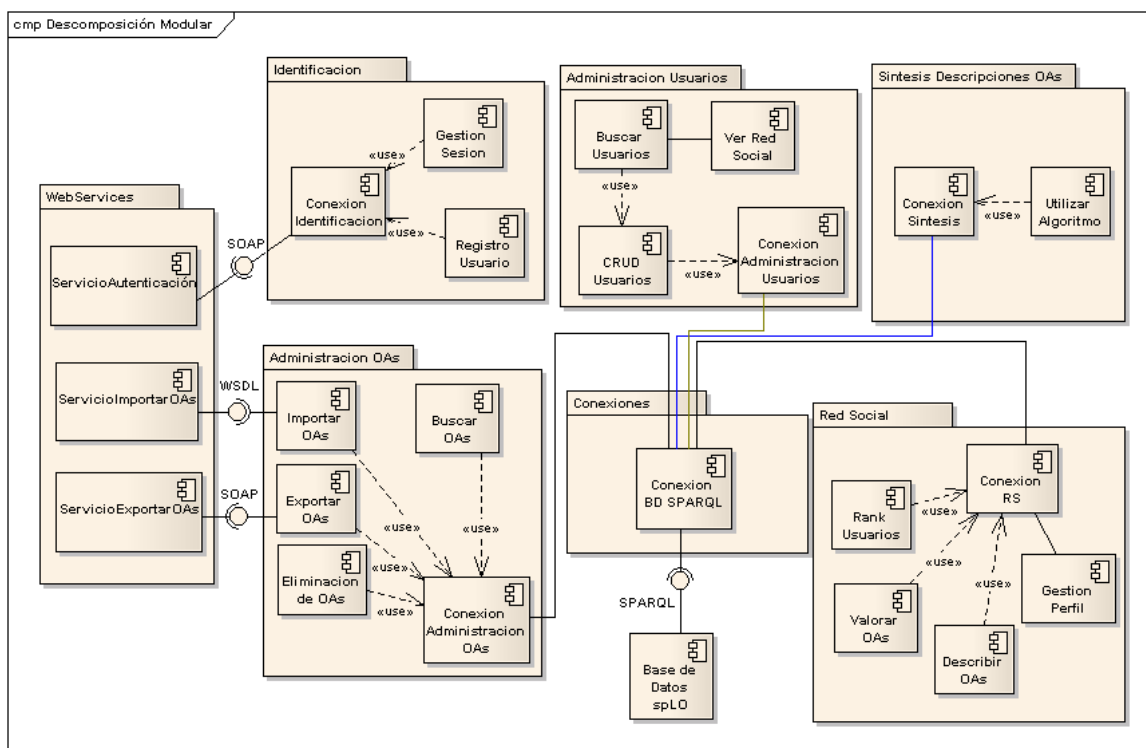 cmp Descomposición Modular
Identificacion
Gestion
Sesion
«use»
Conexion
Identificacion
«use»
Registro
Usuario
Administracion Usuarios
Buscar
Usuarios
Ver Red
Social
«use»
CRUD
Usuarios
«use»
Conexion
Administracion
Usuarios
Sintesis Descripciones OAs
Conexion
Sintesis
«use»
Utilizar
Algoritmo
WebServices
ServicioAutenticación
SOAP
ServicioImportarOAs
WSDL
ServicioExportarOAs
SOAP
Administracion OAs
Importar
OAs
Buscar
OAs
Exportar
OAs
«use»
«use»
Eliminacion
de OAs
«use»
«use»
Conexion
Administracion
OAs
Conexiones
Conexion
BD SPARQL
SPARQL
Base de
Datos
spLO
Red Social
Conexion
RS
Rank
Usuarios
«use»
«use»
«use»
Valorar
OAs
Describir
OAs
Gestion
Perfil